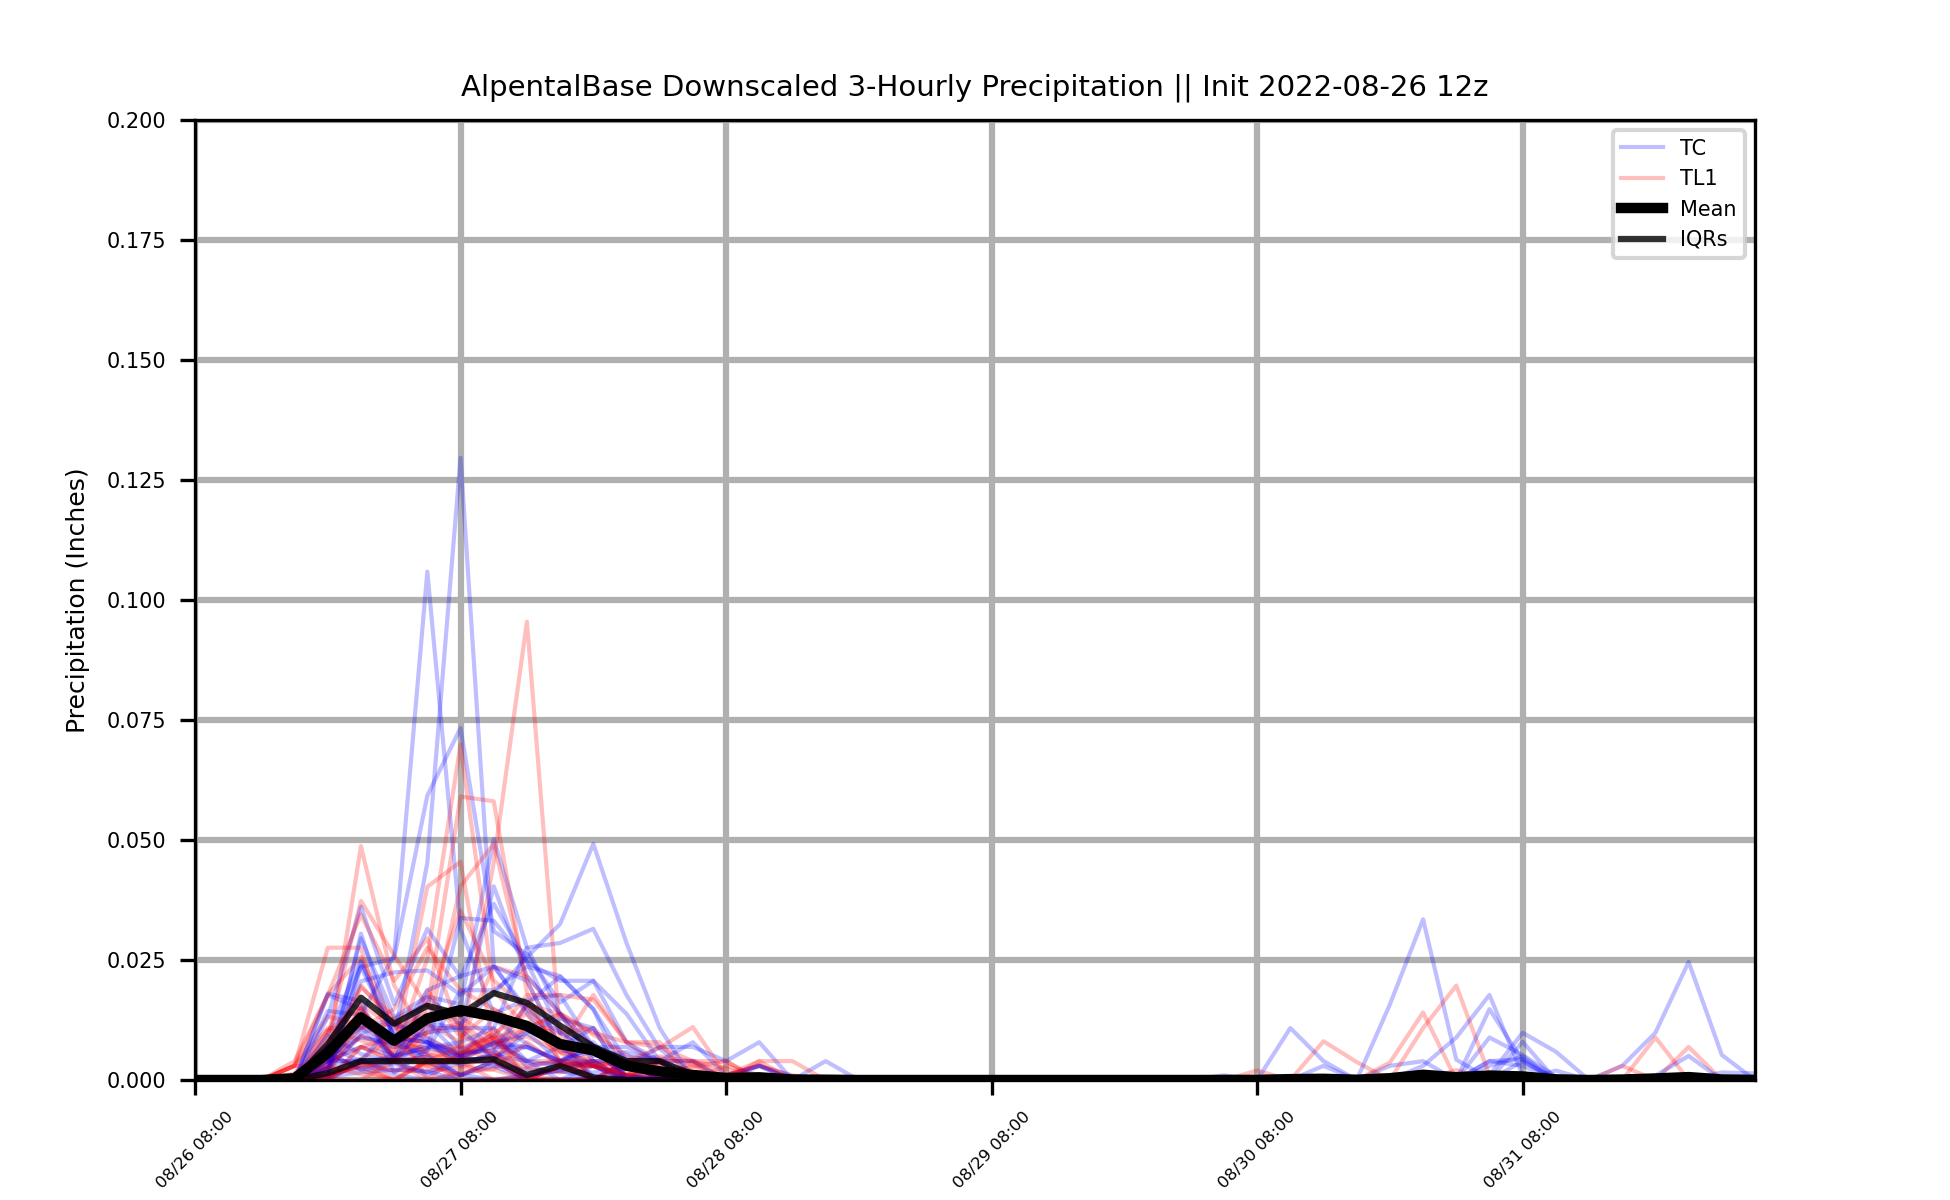 AlpentalBase Downscaled 3-Hourly Precipitation || Init 2022-08-26 12z
Precipitation (Inches)
0.200
0.175
0.150
0.125
0.100
0.075
0.050
0.025
0.000
TC
TL1
Mean
IQRs
08/26 08:00
08/27 08:00
08/28 08:00
08/29 08:00
08/30 08:00
08/31 08:00